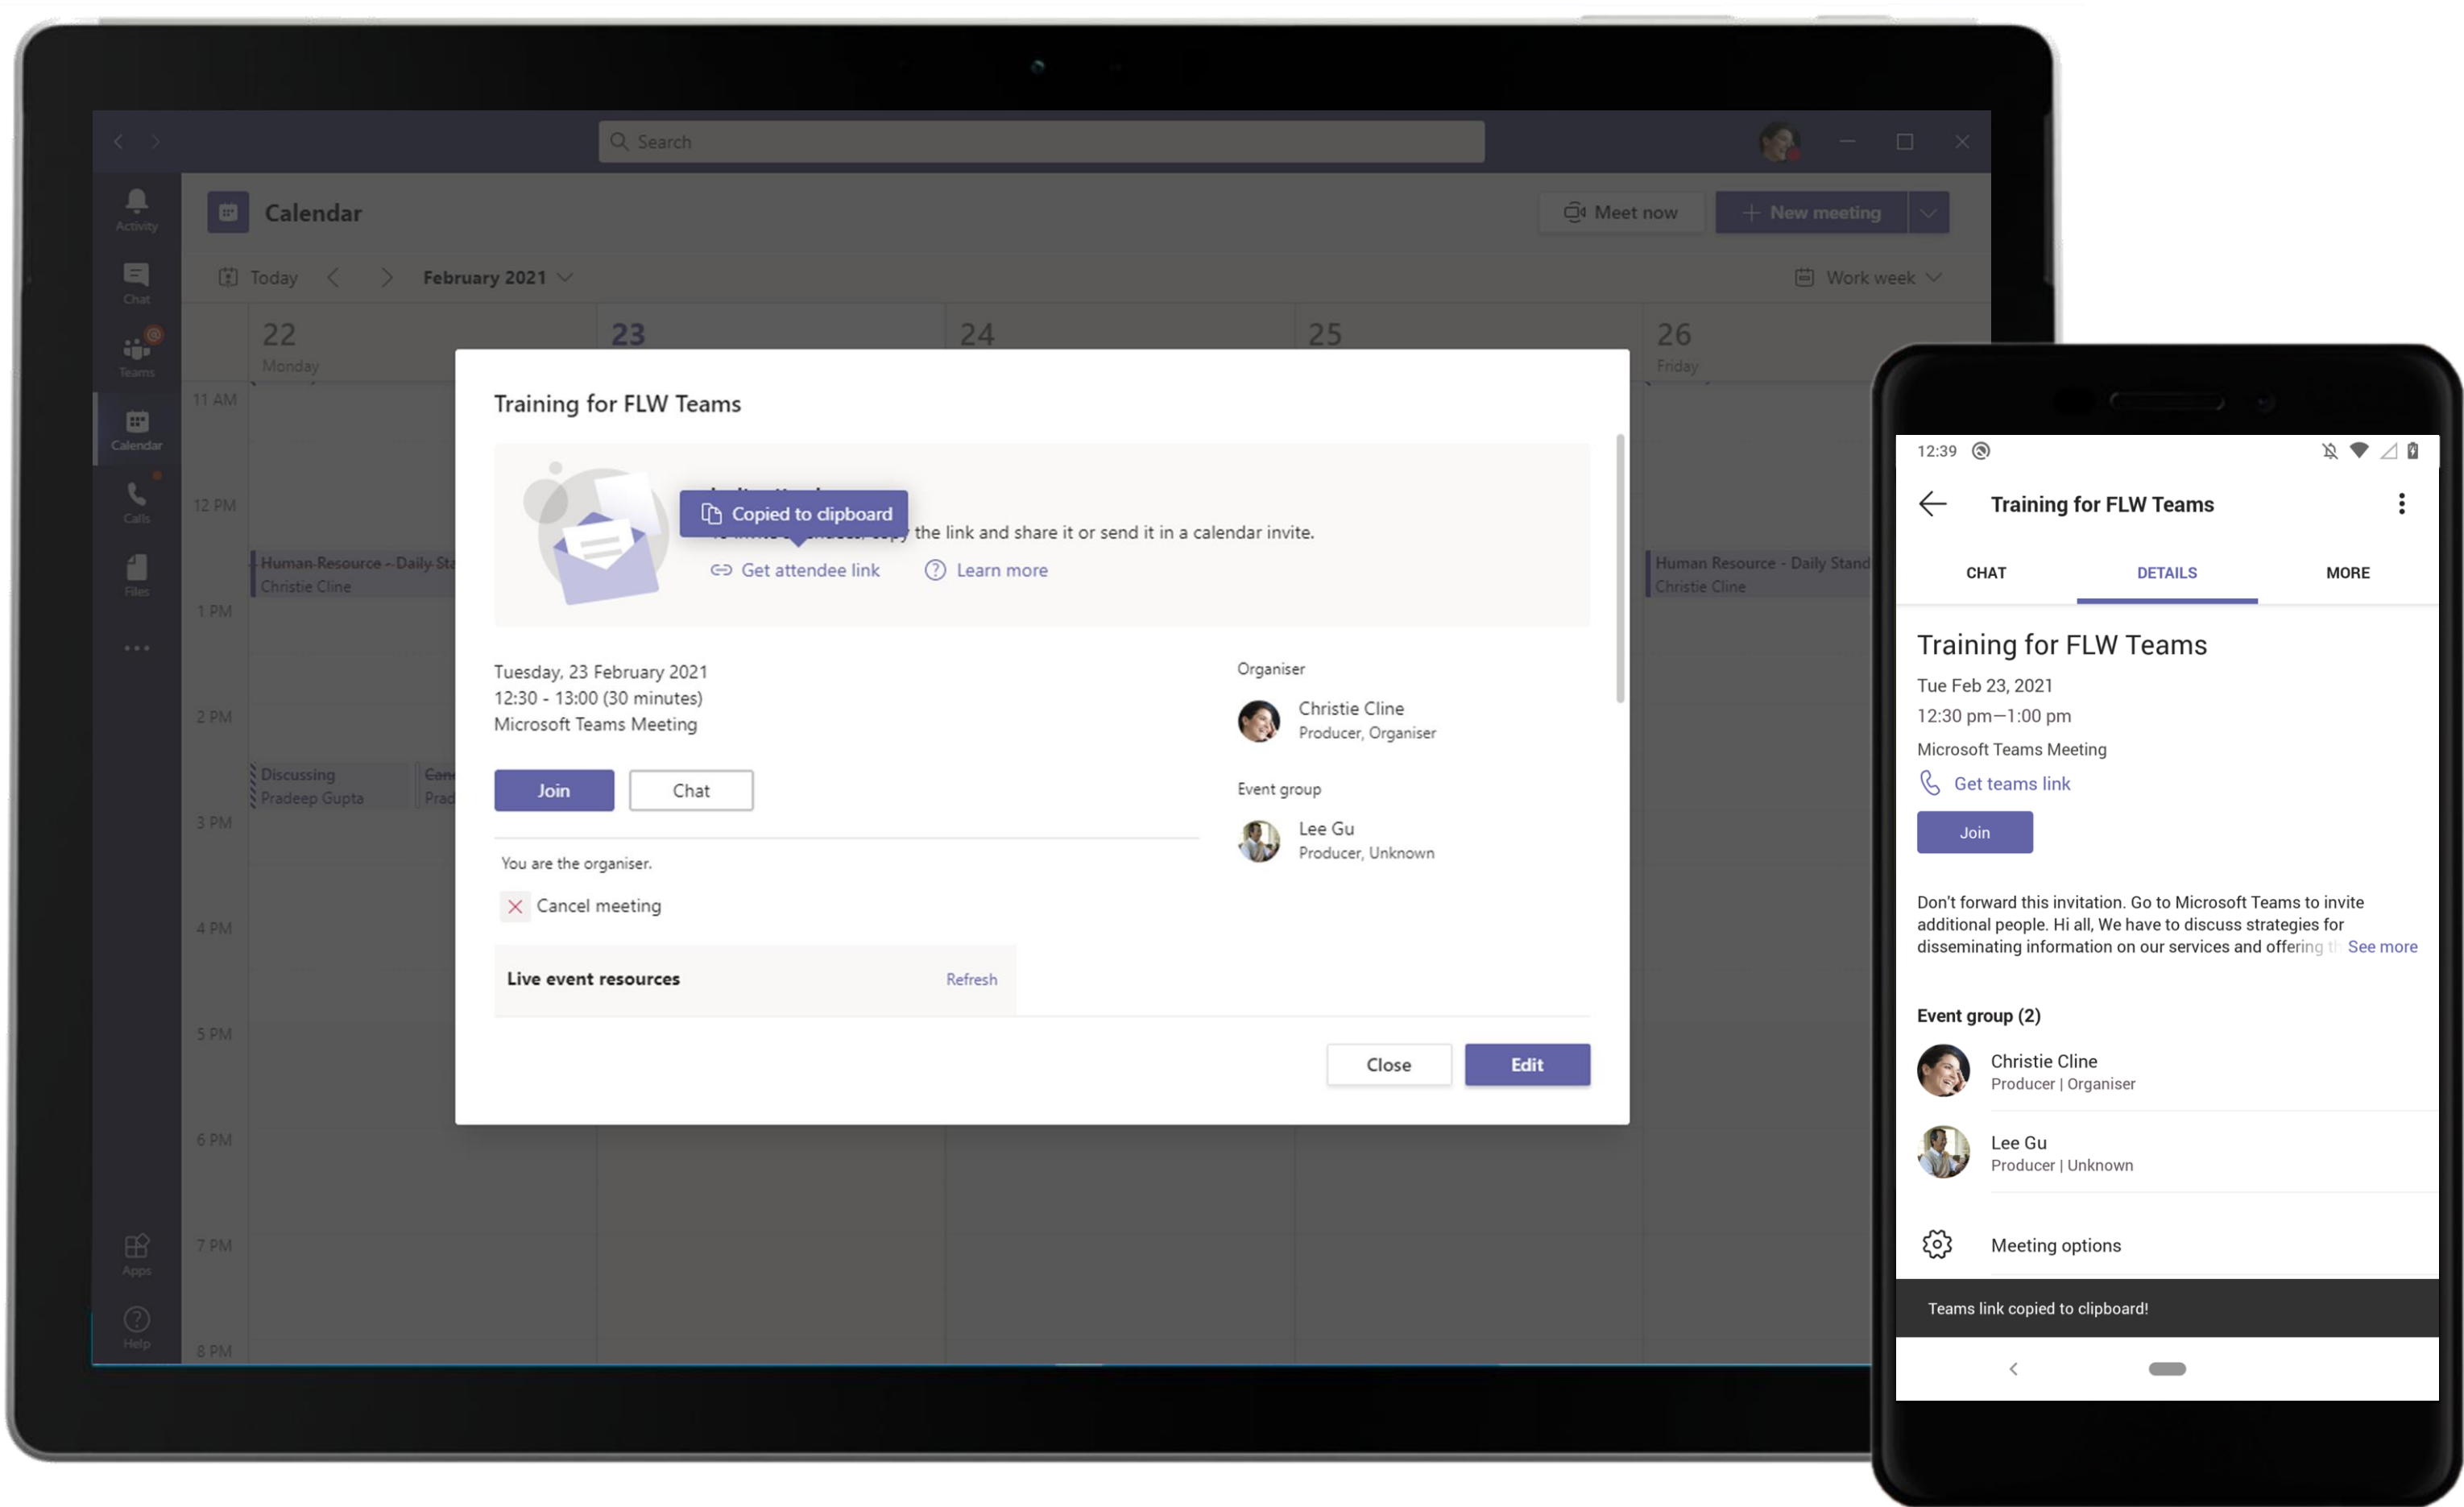 Search
Calendar
Meet now
New meeting
Today
February 2021
Work week
Activity
Chat
Teams
Calendar
Calls
Files
Apps
Help
22
Monday
23
24
25
26
Friday
11 AM
12 PM
1 PM
2 PM
3 PM
4 PM
5 PM
6 PM
7 PM
8 PM
Human Resource - Daily Sta
Christie Cline
Discussing
Pradeep Gupta
Canc
Prad
Human Resource - Daily Stand
Christie Cline
Training for FLW Teams
Copied to clipboard
the link and share it or send it in a calendar invite.
Get attendee link
Learn more
Tuesday, 23 February 2021
12:30 - 13:00 (30 minutes)
Microsoft Teams Meeting
Join
Chat
You are the organiser.
Cancel meeting
Live event resources
Refresh
Organiser
Christie Cline
Producer, Organiser
Event group
Lee Gu
Producer, Unknown
Close
Edit
12:39
Training for FLW Teams
CHAT
DETAILS
MORE
Training for FLW Teams
Tue Feb 23, 2021
12:30 pm—1:00 pm
Microsoft Teams Meeting
Get teams link
Join
Don't forward this invitation. Go to Microsoft Teams to invite
additional people. Hi all, We have to discuss strategies for
disseminating information on our services and offering th See more
Event group (2)
Christie Cline
Producer | Organiser
Lee Gu
Producer | Unknown
Meeting options
Teams link copied to clipboard!